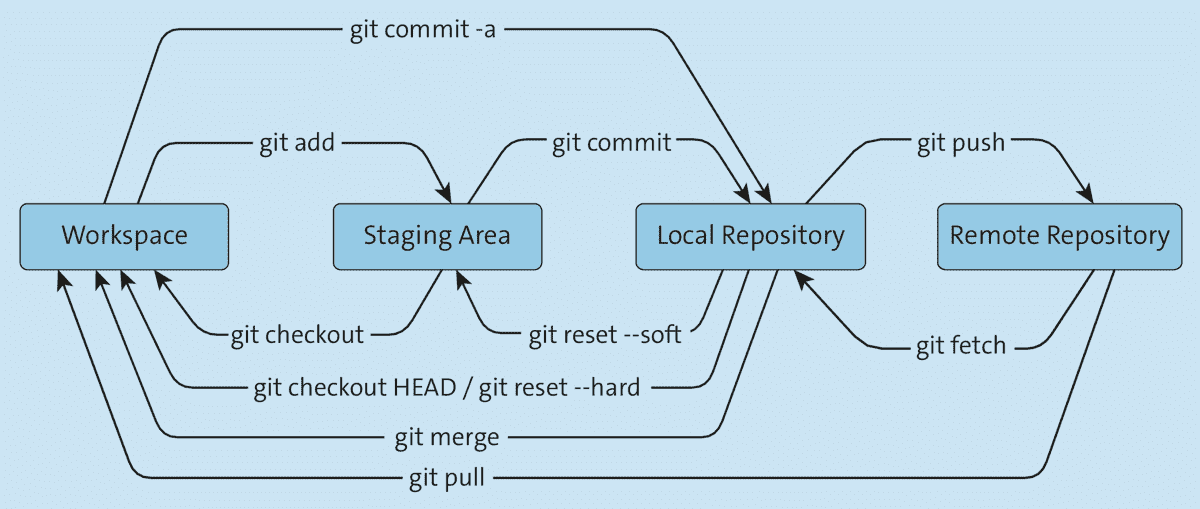 git commit -a
git add
git commit
git push
Workspace
Staging Area
Local Repository
Remote Repository
git checkout
git reset --soft
git fetch
git checkout HEAD / git reset --hard
git merge
git pull